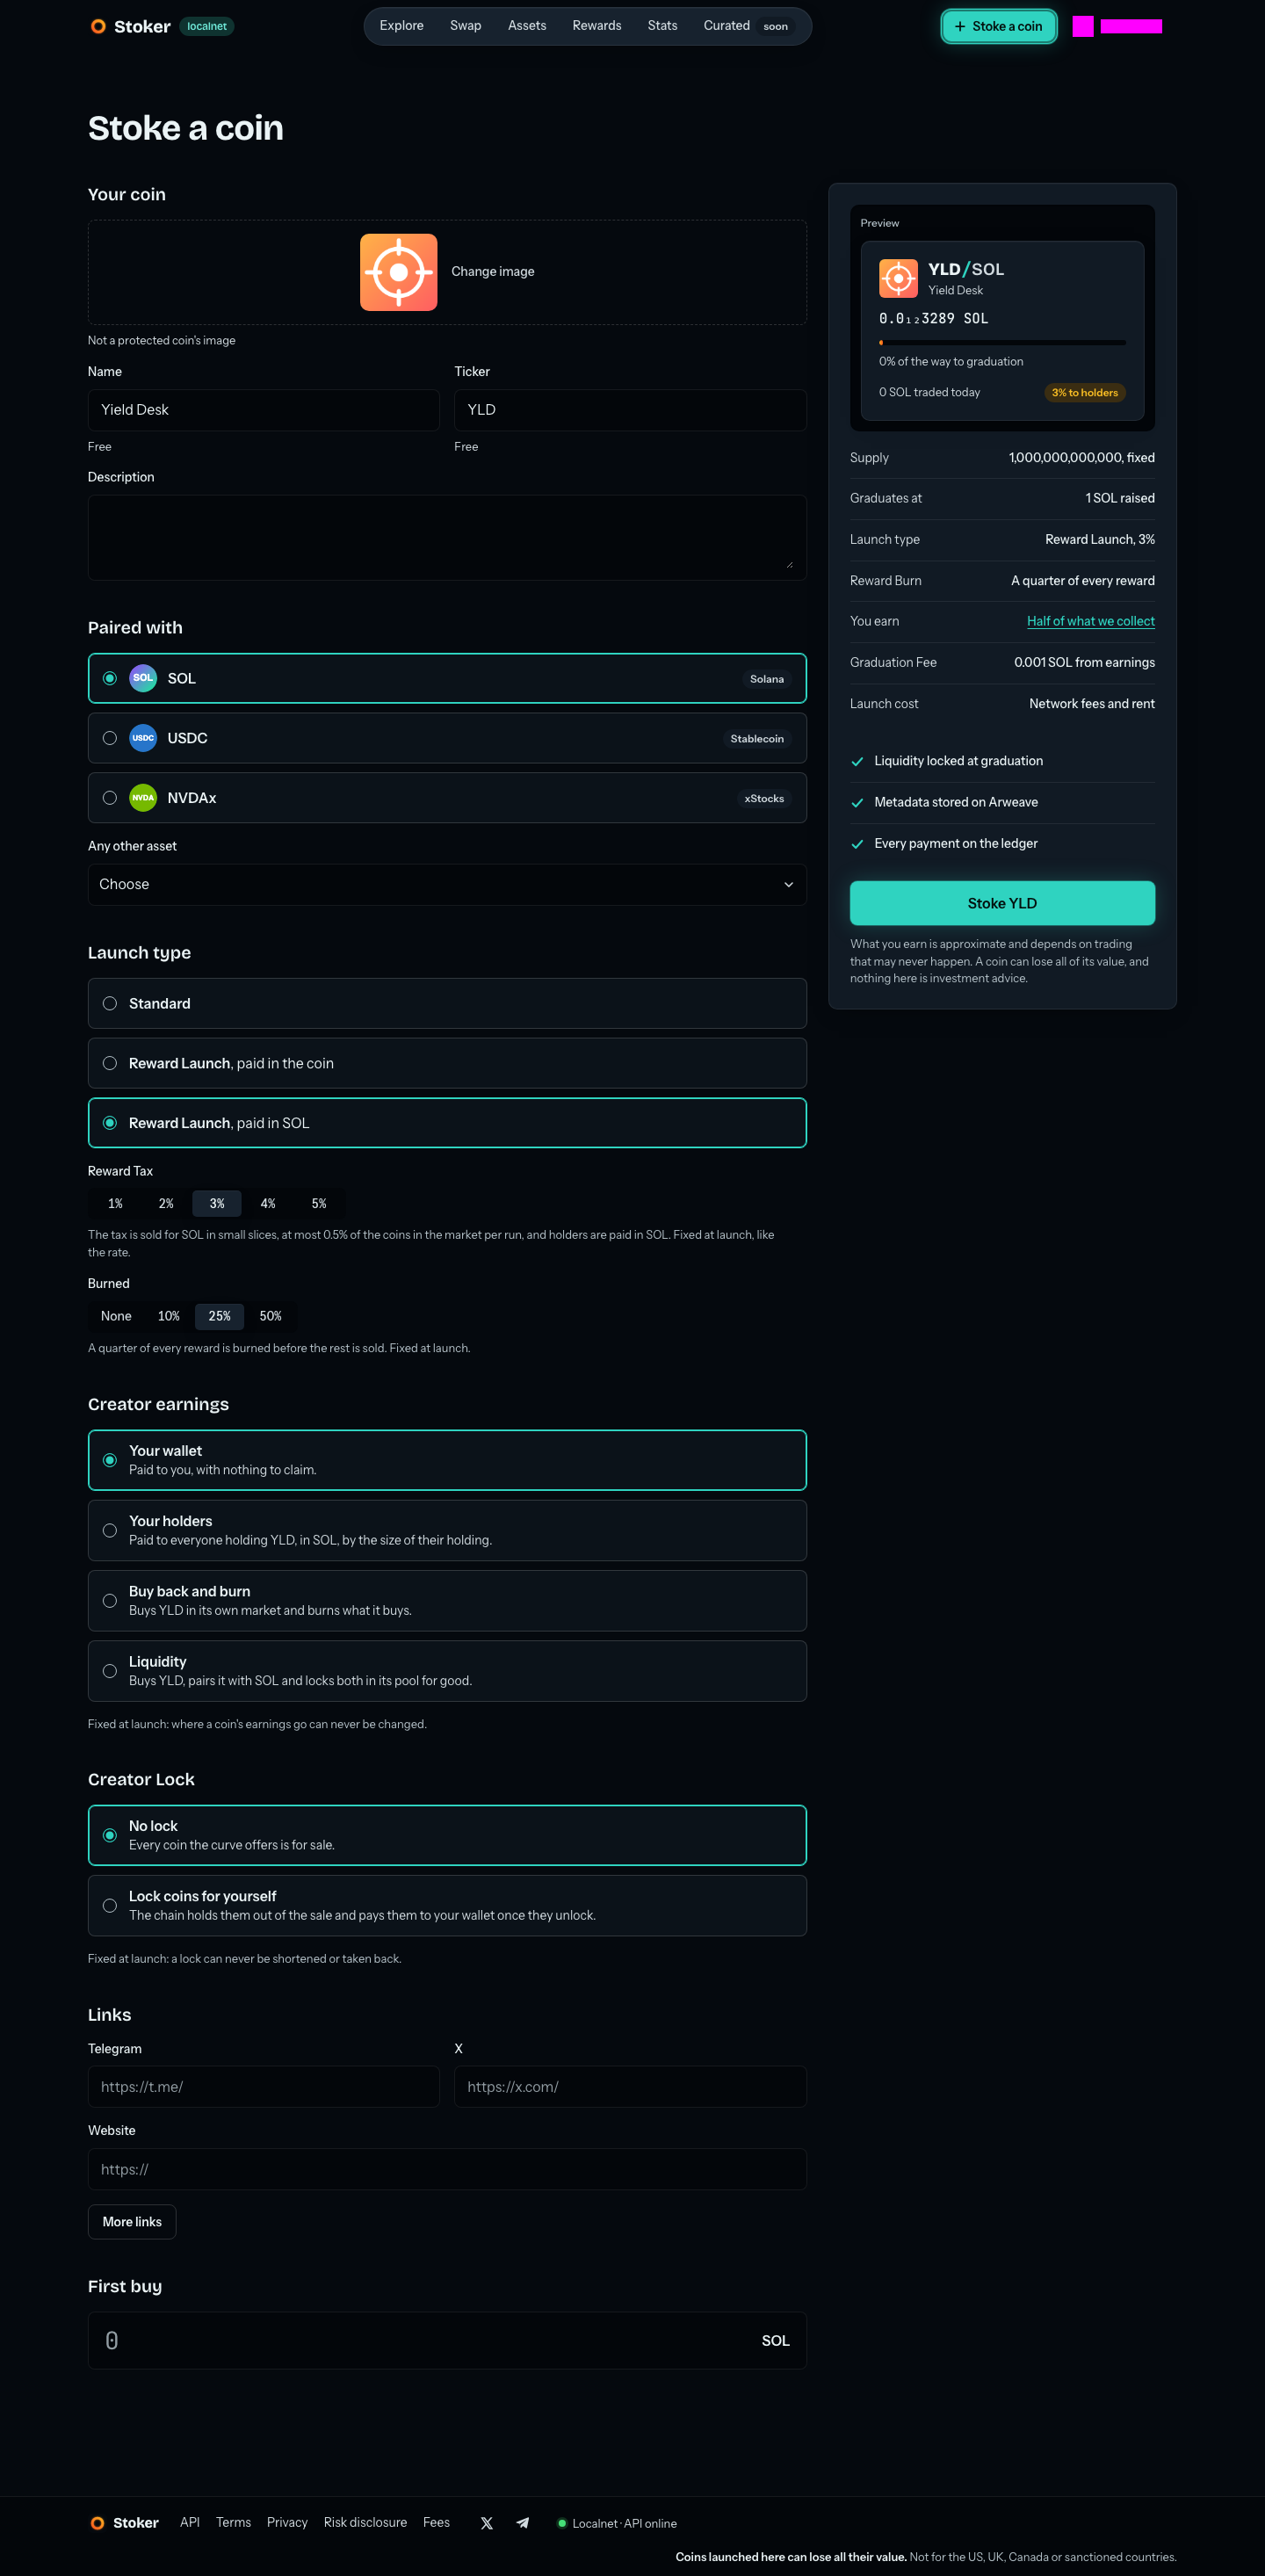 Stoker localnet Explore Swap Assets Rewards Stats Curated soon + Stoke a coin
Stoke a coin
Your coin
Change image
Not a protected coin's image
Name Ticker
Yield Desk YLD
Free Free
Description
Paired with
SOL SOL Solana
USDC USDC Stablecoin
NVDA NVDAx xStocks
Any other asset
Choose
Launch type
Standard
Reward Launch, paid in the coin
Reward Launch, paid in SOL
Reward Tax
1% 2% 3% 4% 5%
The tax is sold for SOL in small slices, at most 0.5% of the coins in the market per run, and holders are paid in SOL. Fixed at launch, like
the rate.
Burned
None 10% 25% 50%
A quarter of every reward is burned before the rest is sold. Fixed at launch.
Creator earnings
Your wallet
Paid to you, with nothing to claim.
Your holders
Paid to everyone holding YLD, in SOL, by the size of their holding.
Buy back and burn
Buys YLD in its own market and burns what it buys.
Liquidity
Buys YLD, pairs it with SOL and locks both in its pool for good.
Fixed at launch: where a coin's earnings go can never be changed.
Creator Lock
No lock
Every coin the curve offers is for sale.
Lock coins for yourself
The chain holds them out of the sale and pays them to your wallet once they unlock.
Fixed at launch: a lock can never be shortened or taken back.
Links
Telegram X
https://t.me/ https://x.com/
Website
https://
More links
First buy
0 SOL
Preview
YLD/SOL
Yield Desk
0.0₁₂3289 SOL
0% of the way to graduation
0 SOL traded today 3% to holders
Supply 1,000,000,000,000, fixed
Graduates at 1 SOL raised
Launch type Reward Launch, 3%
Reward Burn A quarter of every reward
You earn Half of what we collect
Graduation Fee 0.001 SOL from earnings
Launch cost Network fees and rent
Liquidity locked at graduation
Metadata stored on Arweave
Every payment on the ledger
Stoke YLD
What you earn is approximate and depends on trading
that may never happen. A coin can lose all of its value, and
nothing here is investment advice.
Stoker API Terms Privacy Risk disclosure Fees Localnet · API online
Coins launched here can lose all their value. Not for the US, UK, Canada or sanctioned countries.